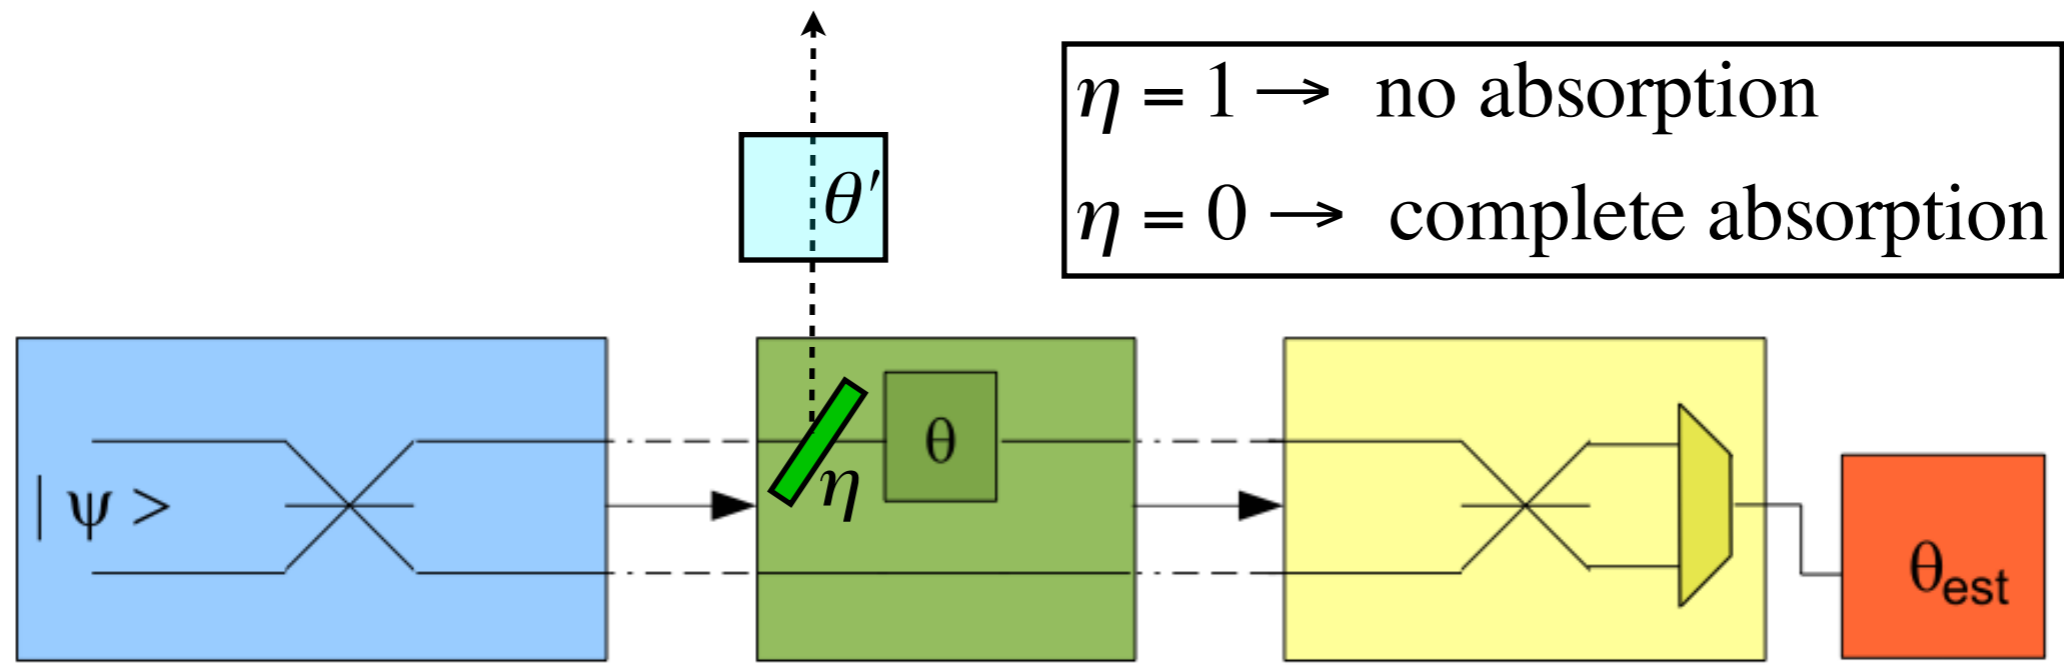 η = 1 → no absorption
θ′
η = 0 → complete absorption
θ
η
| ψ >
θest